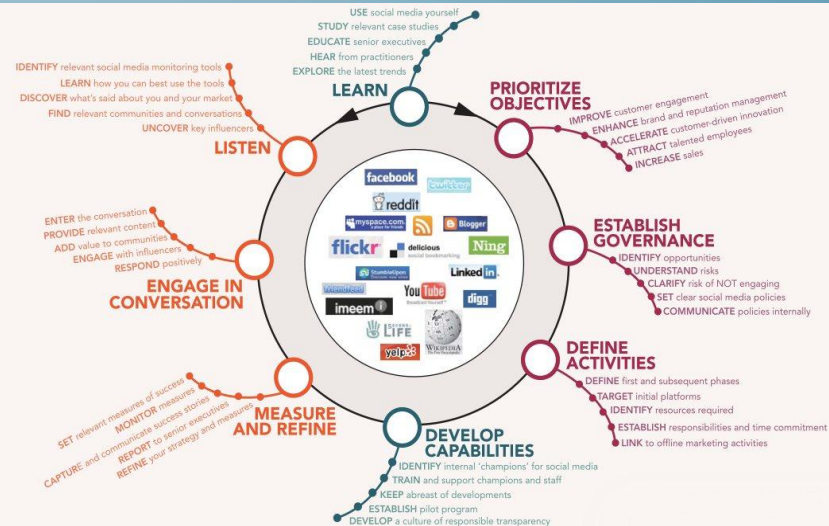 USE social media yourself
STUDY relevant case studies
EDUCATE senior executives
HEAR from practitioners
EXPLORE the latest trends
LEARN
PRIORITIZE
OBJECTIVES
IMPROVE customer engagement
ENHANCE brand and reputation management
ACCELERATE customer-driven innovation
ATTRACT talented employees
INCREASE sales
ESTABLISH
GOVERNANCE
IDENTIFY opportunities
UNDERSTAND risks
CLARIFY risk of NOT engaging
SET clear social media policies
COMMUNICATE policies internally
DEFINE
ACTIVITIES
DEFINE first and subsequent phases
TARGET initial platforms
IDENTIFY resources required
ESTABLISH responsibilities and time commitment
LINK to offline marketing activities
DEVELOP
CAPABILITIES
IDENTIFY internal 'champions' for social media
TRAIN and support champions and staff
KEEP abreast of developments
ESTABLISH pilot program
DEVELOP a culture of responsible transparency
IDENTIFY relevant social media monitoring tools
LEARN how you can best use the tools
DISCOVER what's said about you and your market
FIND relevant communities and conversations
UNCOVER key influencers
LISTEN
ENTER the conversation
PROVIDE relevant content
ADD value to communities
ENGAGE with influencers
RESPOND positively
ENGAGE IN
CONVERSATION
SET relevant measures of success
MONITOR measures
CAPTURE and communicate success stories
REPORT to senior executives
REFINE your strategy and measures
MEASURE
AND REFINE
facebook
twitter
reddit
myspace.com
a place for friends
Blogger
flickr
delicious
social bookmarking
Ning
StumbleUpon
LinkedIn
friendfeed
YouTube
Broadcast Yourself
digg
imeem
SECOND
LIFE
WIKIPEDIA
The Free Encyclopedia
yelp